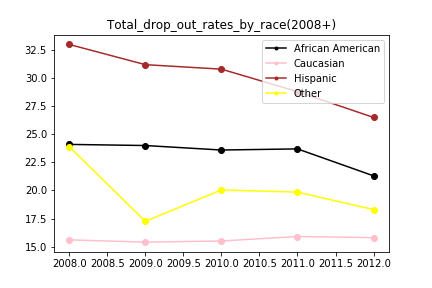 Total_drop_out_rates_by_race(2008+)
32.5
30.0
27.5
25.0
22.5
20.0
17.5
15.0
African American
Caucasian
Hispanic
Other
2008.0 2008.5 2009.0 2009.5 2010.0 2010.5 2011.0 2011.5 2012.0